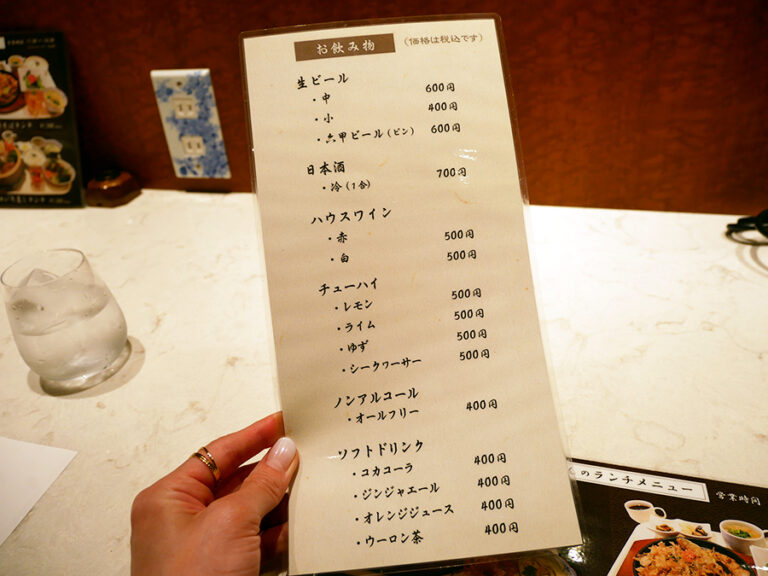 お飲み物 (価格は税込です)
生ビール
・中 600円
・小 400円
・六甲ビール(ビン) 600円
日本酒
・冷(1合) 700円
ハウスワイン
・赤 500円
・白 500円
チューハイ
・レモン 500円
・ライム 500円
・ゆず 500円
・シークヮーサー 500円
ノンアルコール
・オールフリー 400円
ソフトドリンク
・コカコーラ 400円
・ジンジャエール 400円
・オレンジジュース 400円
・ウーロン茶 400円
のランチメニュー 営業時間